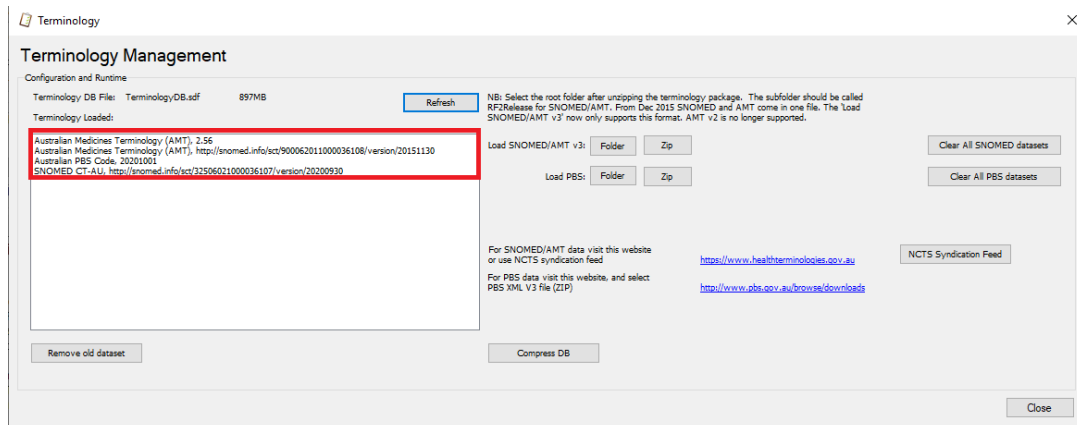 Terminology
Terminology Management
Configuration and Runtime
Terminology DB File: TerminologyDB.sdf 897MB
Refresh
Terminology Loaded:
Australian Medicines Terminology (AMT), 2.56
Australian Medicines Terminology (AMT), http://snomed.info/sct/900062011000036108/version/20151130
Australian PBS Code, 20201001
SNOMED CT-AU, http://snomed.info/sct/32506021000036107/version/20200930
Remove old dataset
NB: Select the root folder after unzipping the terminology package. The subfolder should be called
RF2Release for SNOMED/AMT. From Dec 2015 SNOMED and AMT come in one file. The 'Load
SNOMED/AMT v3' now only supports this format. AMT v2 is no longer supported.
Load SNOMED/AMT v3: Folder Zip
Clear All SNOMED datasets
Load PBS: Folder Zip
Clear All PBS datasets
For SNOMED/AMT data visit this website
or use NCTS syndication feed
https://www.healthterminologies.gov.au
NCTS Syndication Feed
For PBS data visit this website, and select
PBS XML V3 file (ZIP)
http://www.pbs.gov.au/browse/downloads
Compress DB
Close